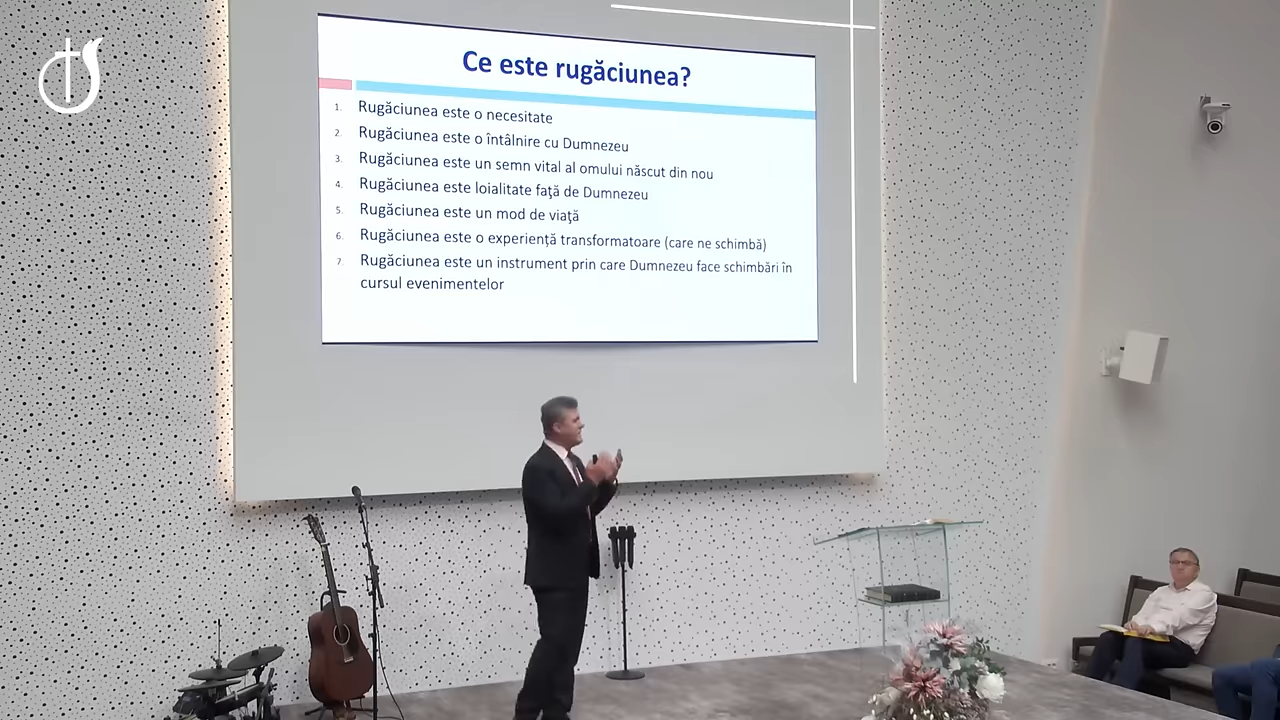 Ce este rugăciunea?
1. Rugăciunea este o necesitate
2. Rugăciunea este o întâlnire cu Dumnezeu
3. Rugăciunea este un semn vital al omului născut din nou
4. Rugăciunea este loialitate faţă de Dumnezeu
5. Rugăciunea este un mod de viaţă
6. Rugăciunea este o experiență transformatoare (care ne schimbă)
7. Rugăciunea este un instrument prin care Dumnezeu face schimbări în
cursul evenimentelor